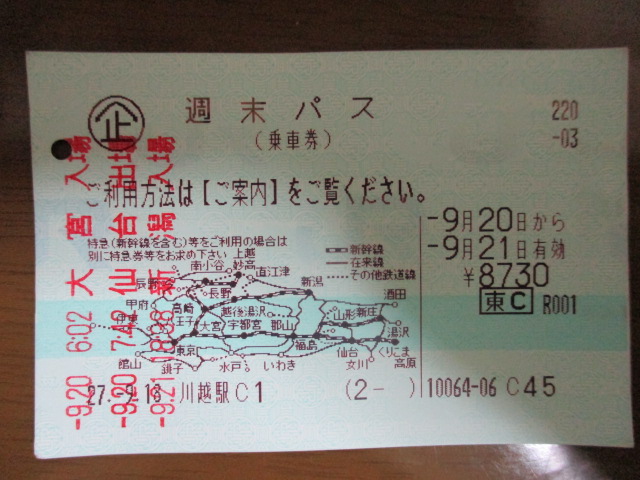 企 週末パス 220
(乗車券) -03
ご利用方法は【ご案内】をご覧ください。
-9月20日から
-9月21日有効
¥8730
東C R001
特急(新幹線を含む)等をご利用の場合は
別に特急券等をお求め下さい
新幹線
在来線
その他鉄道線
上越
南小谷 妙高 直江津
辰野 長野 新潟 酒田
甲府 高崎 越後湯沢 山形 新庄
伊東 八王子 大宮 宇都宮 郡山 湯沢
東京 福島 仙台 くりこま高原
館山 銚子 水戸 いわき 女川
27.-9.18 川越駅C1 (2- ) 10064-06 C45
-9.20 6:02 大宮 入場
-9.20 7:48 仙台 出場
-9.21 新潟 入場